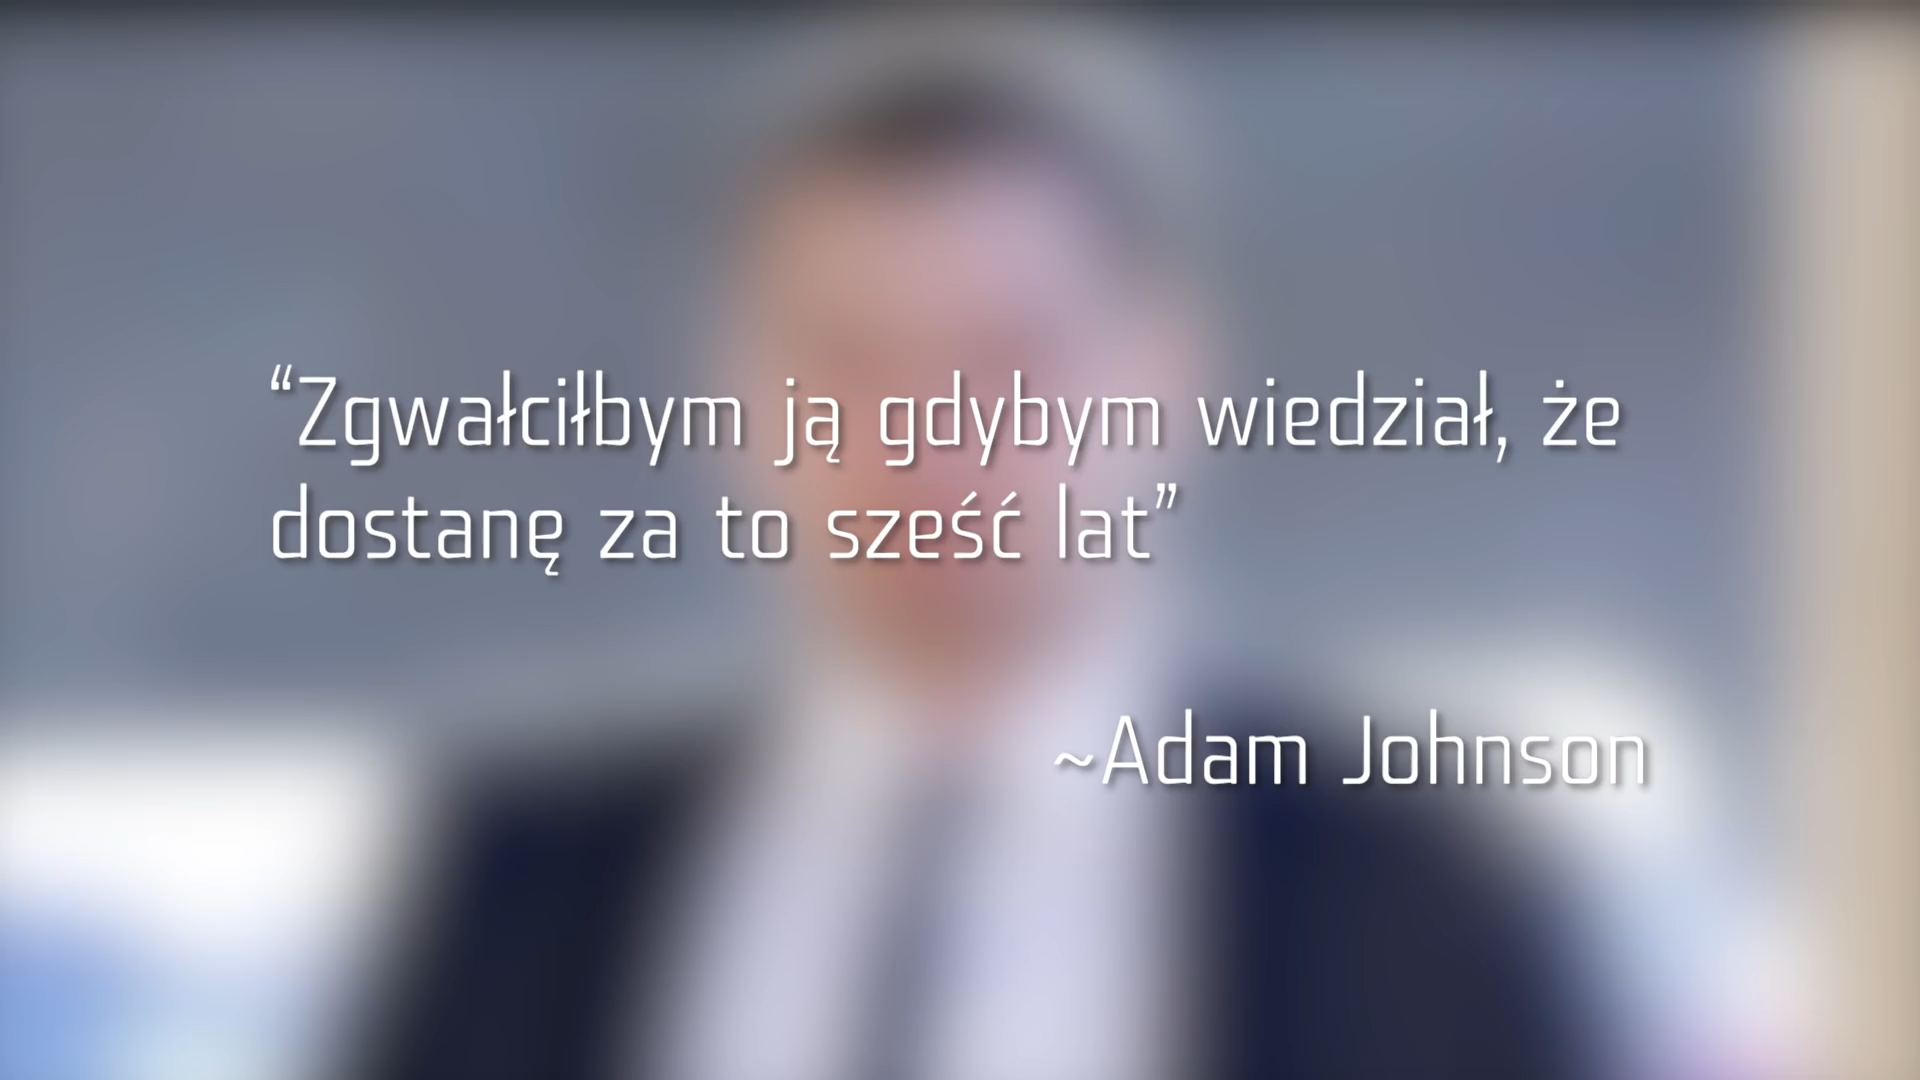 “Zgwałciłbym ją gdybym wiedział, że
dostanę za to sześć lat”
~Adam Johnson